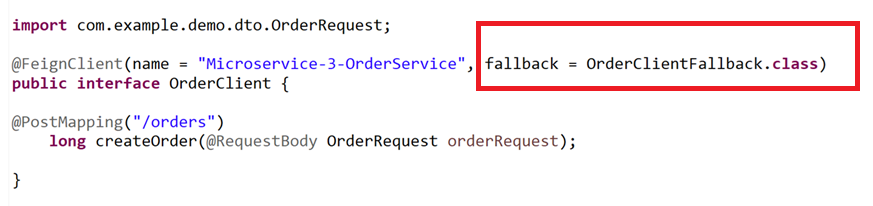 import com.example.demo.dto.OrderRequest;
@FeignClient(name = "Microservice-3-OrderService", fallback = OrderClientFallback.class)
public interface OrderClient {
@PostMapping("/orders")
long createOrder(@RequestBody OrderRequest orderRequest);
}